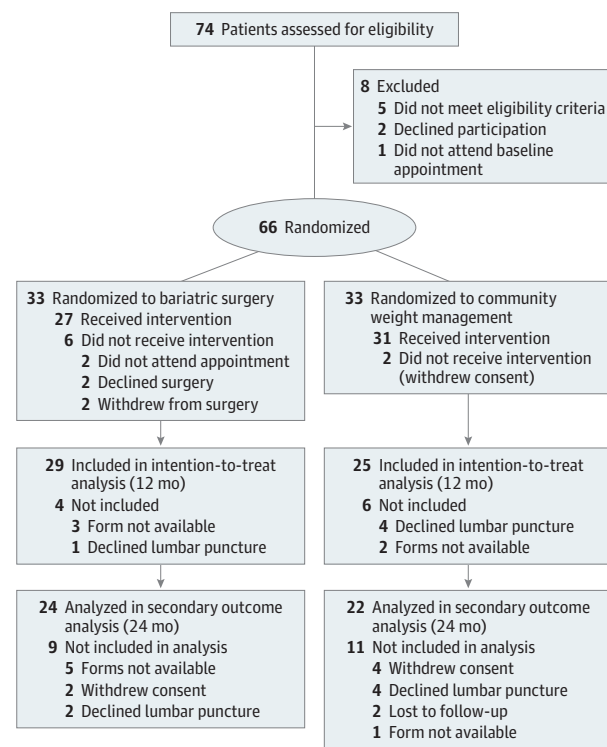 74 Patients assessed for eligibility
8 Excluded
5 Did not meet eligibility criteria
2 Declined participation
1 Did not attend baseline
appointment
66 Randomized
33 Randomized to bariatric surgery
27 Received intervention
6 Did not receive intervention
2 Did not attend appointment
2 Declined surgery
2 Withdrew from surgery
33 Randomized to community
weight management
31 Received intervention
2 Did not receive intervention
(withdrew consent)
29 Included in intention-to-treat
analysis (12 mo)
4 Not included
3 Form not available
1 Declined lumbar puncture
25 Included in intention-to-treat
analysis (12 mo)
6 Not included
4 Declined lumbar puncture
2 Forms not available
24 Analyzed in secondary outcome
analysis (24 mo)
9 Not included in analysis
5 Forms not available
2 Withdrew consent
2 Declined lumbar puncture
22 Analyzed in secondary outcome
analysis (24 mo)
11 Not included in analysis
4 Withdrew consent
4 Declined lumbar puncture
2 Lost to follow-up
1 Form not available